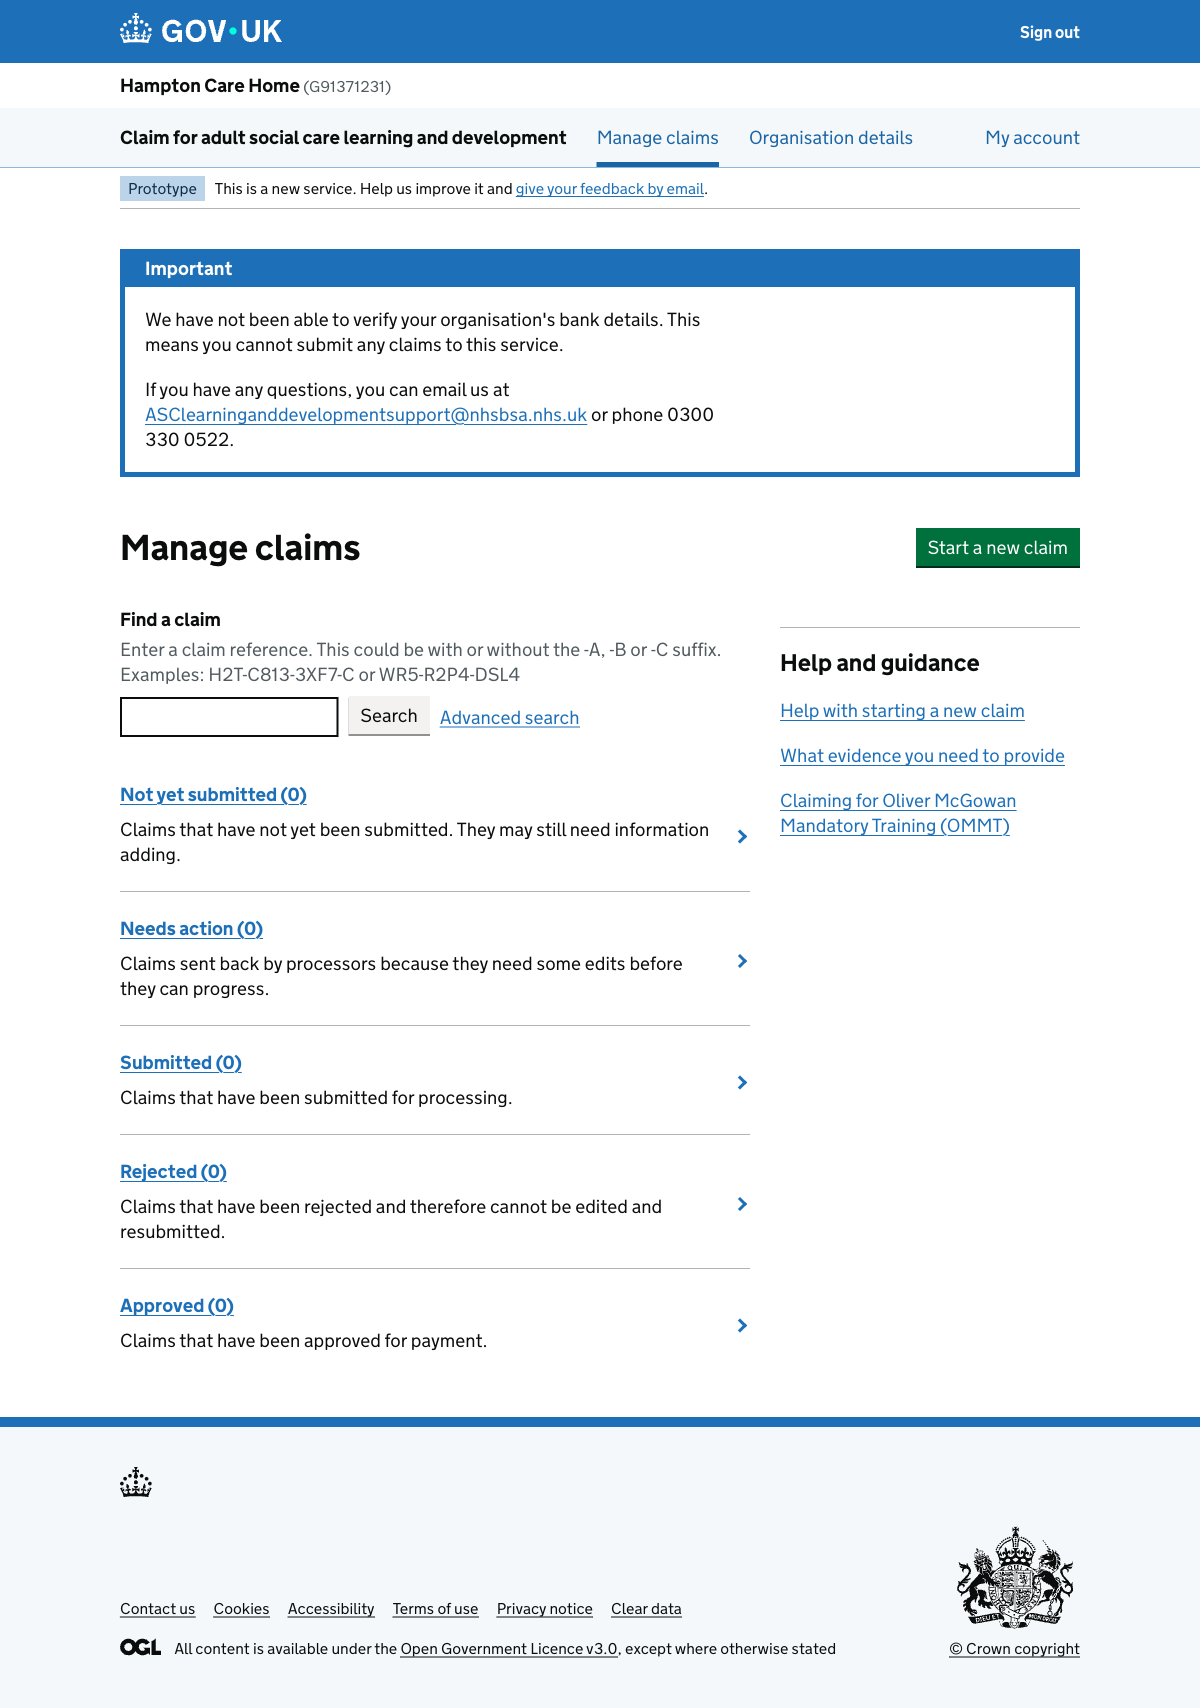 GOV·UK
Sign out
Hampton Care Home (G91371231)
Claim for adult social care learning and development
Manage claims
Organisation details
My account
Prototype
This is a new service. Help us improve it and give your feedback by email.
Important
We have not been able to verify your organisation's bank details. This
means you cannot submit any claims to this service.
If you have any questions, you can email us at
ASClearninganddevelopmentsupport@nhsbsa.nhs.uk or phone 0300
330 0522.
Manage claims
Start a new claim
Find a claim
Enter a claim reference. This could be with or without the -A, -B or -C suffix.
Examples: H2T-C813-3XF7-C or WR5-R2P4-DSL4
Search
Advanced search
Not yet submitted (0)
Claims that have not yet been submitted. They may still need information
adding.
Needs action (0)
Claims sent back by processors because they need some edits before
they can progress.
Submitted (0)
Claims that have been submitted for processing.
Rejected (0)
Claims that have been rejected and therefore cannot be edited and
resubmitted.
Approved (0)
Claims that have been approved for payment.
Help and guidance
Help with starting a new claim
What evidence you need to provide
Claiming for Oliver McGowan
Mandatory Training (OMMT)
Contact us
Cookies
Accessibility
Terms of use
Privacy notice
Clear data
OGL
All content is available under the Open Government Licence v3.0, except where otherwise stated
© Crown copyright